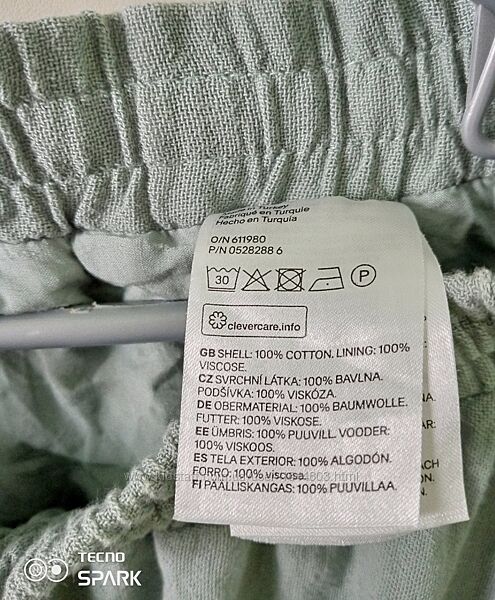 Turkey
Fabriqué en Turquie
Hecho en Turquía
O/N 611980
P/N 0528288 6
30
P
clevercare.info
GB SHELL: 100% COTTON. LINING: 100%
VISCOSE.
CZ SVRCHNÍ LÁTKA: 100% BAVLNA.
PODŠÍVKA: 100% VISKÓZA.
DE OBERMATERIAL: 100% BAUMWOLLE.
FUTTER: 100% VISKOSE.
EE ÜMBRIS: 100% PUUVILL. VOODER:
100% VISKOOS.
ES TELA EXTERIOR: 100% ALGODÓN.
FORRO: 100% viscosa.
FI PÄÄLLISKANGAS: 100% PUUVILLAA.
TECNO
SPARK